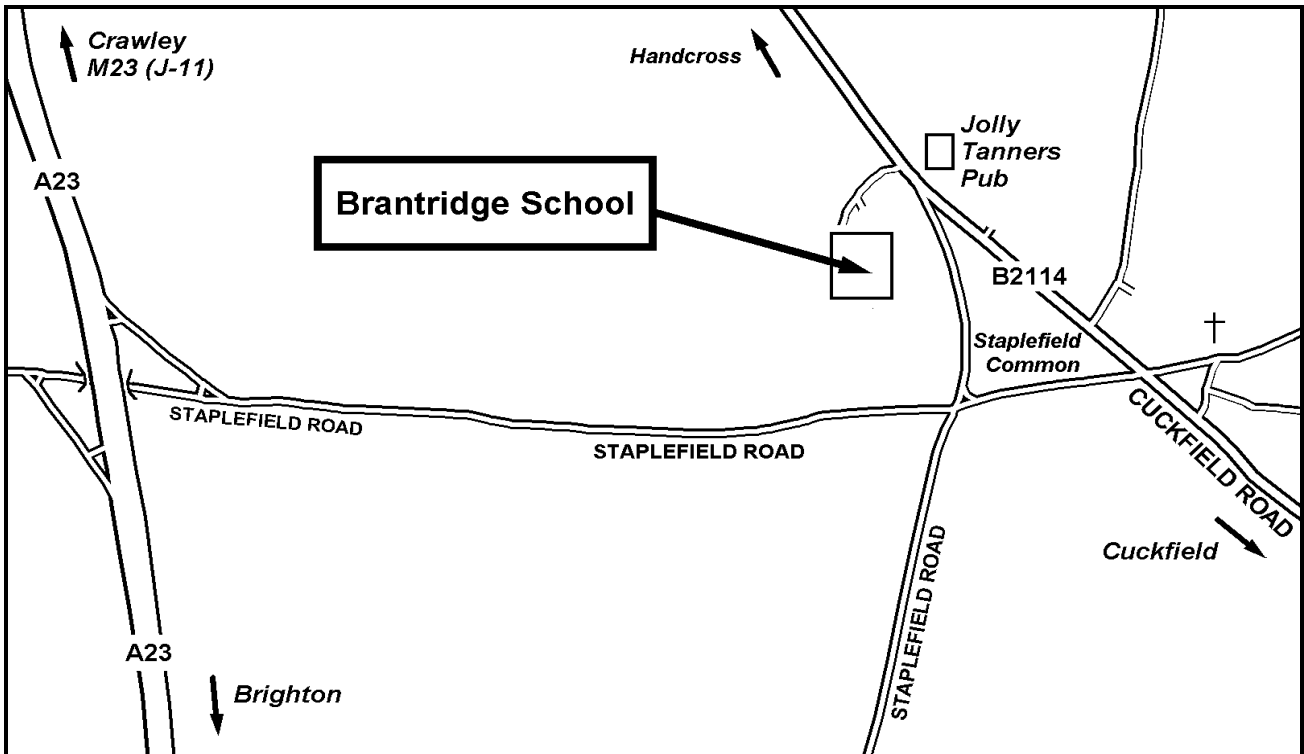 Crawley
M23 (J-11)
Handcross
Jolly
Tanners
Pub
A23
Brantridge School
B2114
Staplefield
Common
STAPLEFIELD ROAD
STAPLEFIELD ROAD
CUCKFIELD ROAD
Cuckfield
STAPLEFIELD ROAD
A23
Brighton